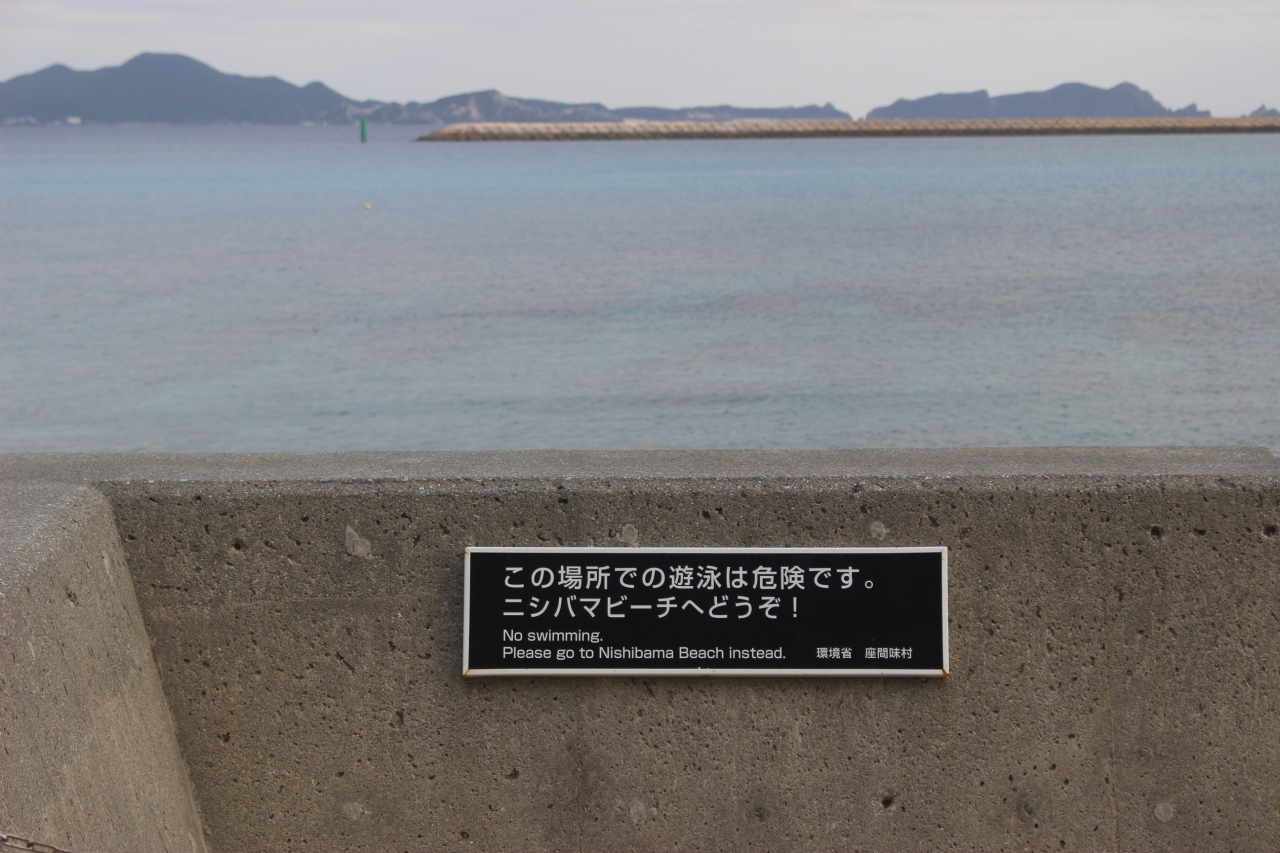 この場所での遊泳は危険です。
ニシバマビーチへどうぞ！
No swimming.
Please go to Nishibama Beach instead. 環境省 座間味村